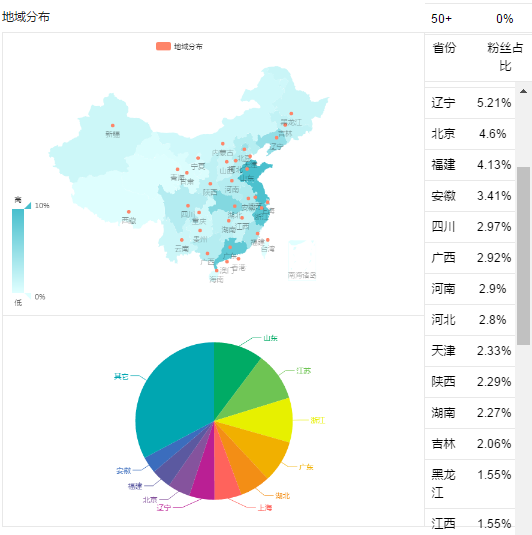 地域分布
地域分布
黑龙江
吉林
新疆
辽宁
内蒙古
北京
天津
宁夏
山西
河北
青海
甘肃
山东
陕西
河南
西藏
四川
重庆
湖北
安徽
江西
湖南
贵州
福建
云南
台湾
广西
广东
香港
澳门
海南
南海诸岛
高
10%
0%
低
山东
江苏
浙江
广东
湖北
上海
辽宁
北京
福建
安徽
其它
50+ 0%
省份 粉丝占
比
辽宁 5.21%
北京 4.6%
福建 4.13%
安徽 3.41%
四川 2.97%
广西 2.92%
河南 2.9%
河北 2.8%
天津 2.33%
陕西 2.29%
湖南 2.27%
吉林 2.06%
黑龙 1.55%
江
江西 1.55%